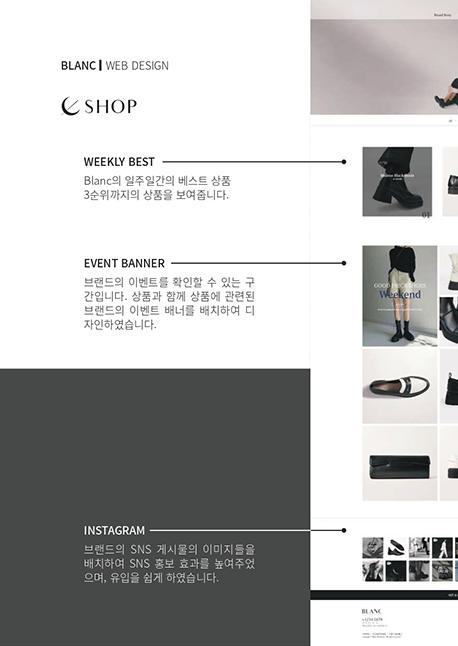 Brand Story
BLANC | WEB DESIGN
SHOP
WEEKLY BEST
Blanc의 일주일간의 베스트 상품
3순위까지의 상품을 보여줍니다.
01
EVENT BANNER
브랜드의 이벤트를 확인할 수 있는 구
간입니다. 상품과 함께 상품에 관련된
브랜드의 이벤트 배너를 배치하여 디
자인하였습니다.
Weekend
INSTAGRAM
브랜드의 SNS 게시물의 이미지들을
배치하여 SNS 홍보 효과를 높여주었
으며, 유입을 쉽게 하였습니다.
BLANC